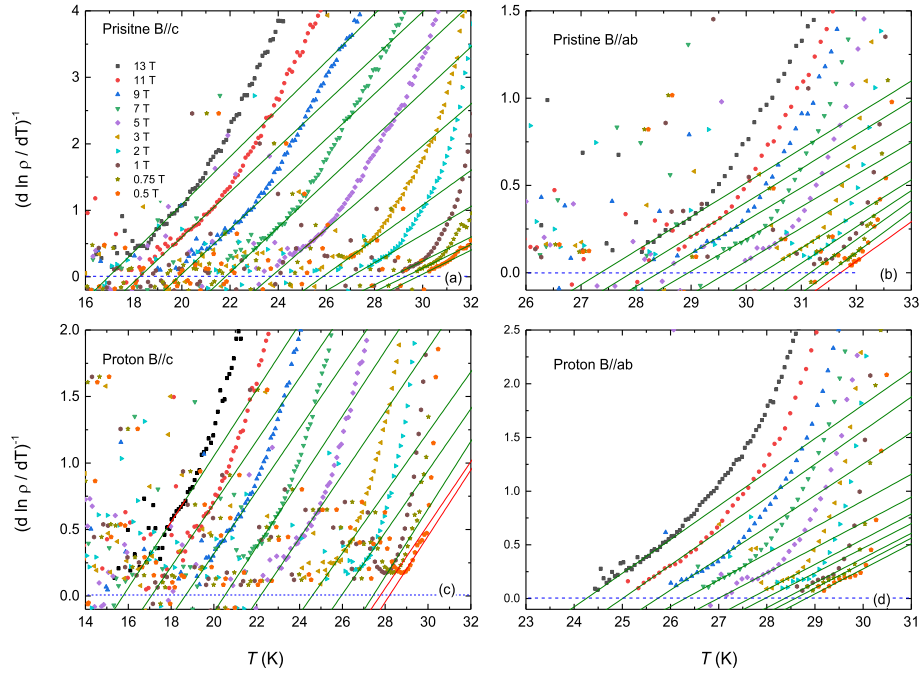 Prisitne B//c
13 T
11 T
9 T
7 T
5 T
3 T
2 T
1 T
0.75 T
0.5 T
(a)
(d ln ρ / dT)⁻¹
4
3
2
1
0
16 18 20 22 24 26 28 30 32
Pristine B//ab
(b)
1.5
1.0
0.5
0.0
26 27 28 29 30 31 32 33
Proton B//c
(c)
(d ln ρ / dT)⁻¹
2.0
1.5
1.0
0.5
0.0
14 16 18 20 22 24 26 28 30 32
T (K)
Proton B//ab
(d)
2.5
2.0
1.5
1.0
0.5
0.0
23 24 25 26 27 28 29 30 31
T (K)